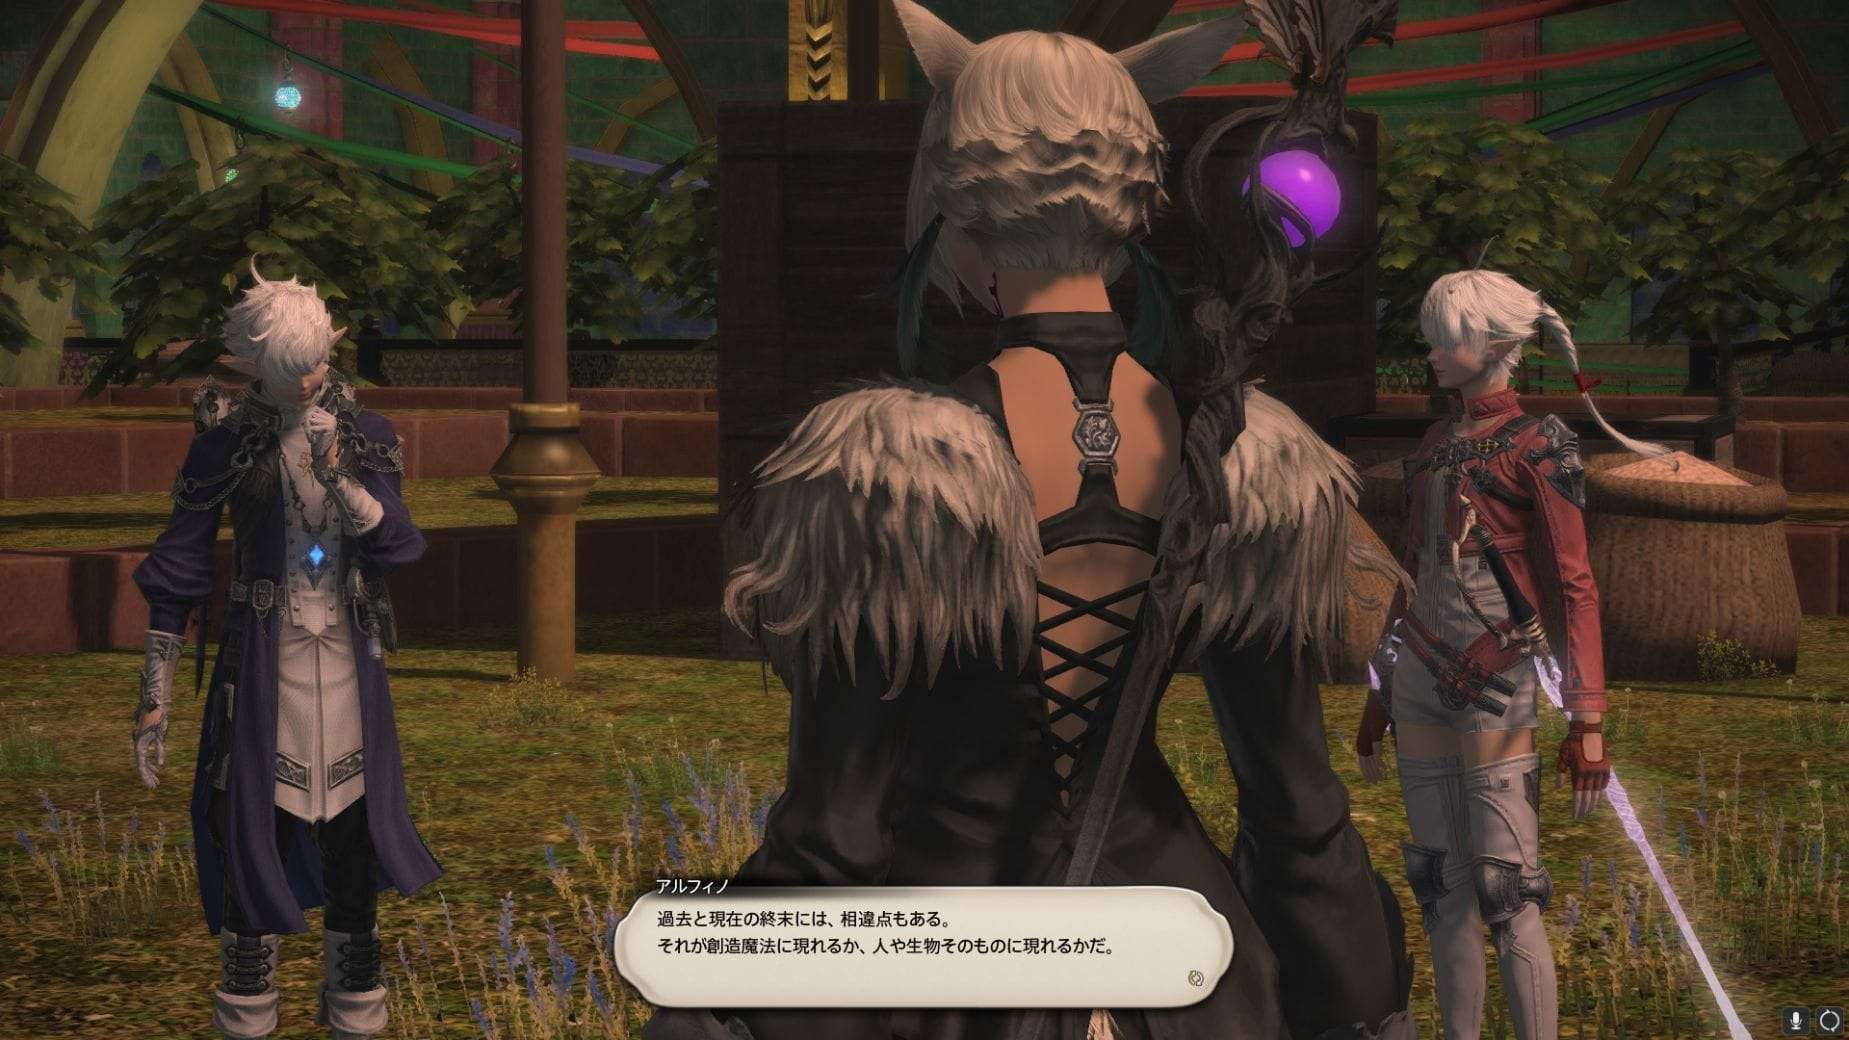 アルフィノ
過去と現在の終末には、相違点もある。
それが創造魔法に現れるか、人や生物そのものに現れるかだ。